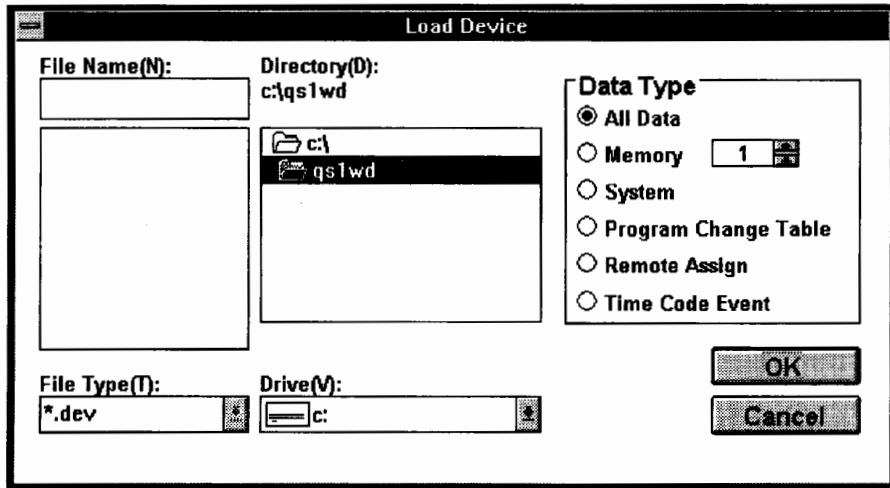 Load Device
File Name(N):
Directory(D):
c:\qs1wd
c:\
qs1wd
File Type(T):
*.dev
Drive(V):
c:
Data Type
All Data
Memory 1
System
Program Change Table
Remote Assign
Time Code Event
OK
Cancel